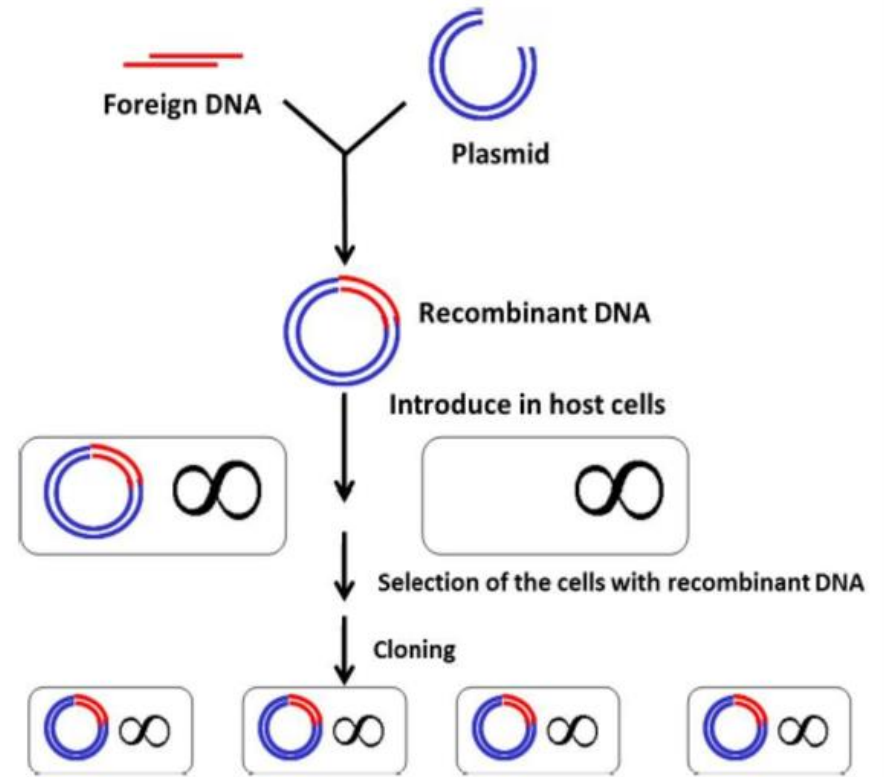 Foreign DNA
Plasmid
Recombinant DNA
Introduce in host cells
Selection of the cells with recombinant DNA
Cloning